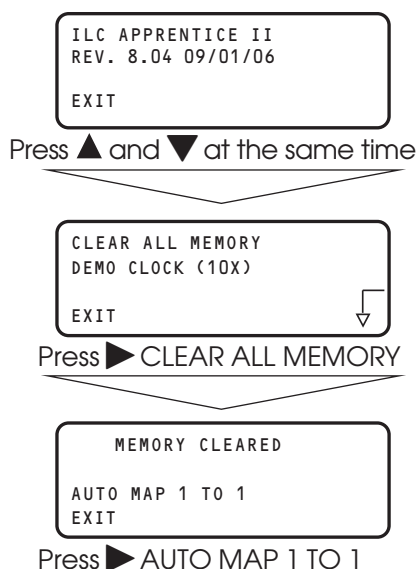 ILC APPRENTICE II
REV. 8.04 09/01/06
EXIT
Press ▲ and ▼ at the same time
CLEAR ALL MEMORY
DEMO CLOCK (10X)
EXIT
Press ▶ CLEAR ALL MEMORY
MEMORY CLEARED
AUTO MAP 1 TO 1
EXIT
Press ▶ AUTO MAP 1 TO 1